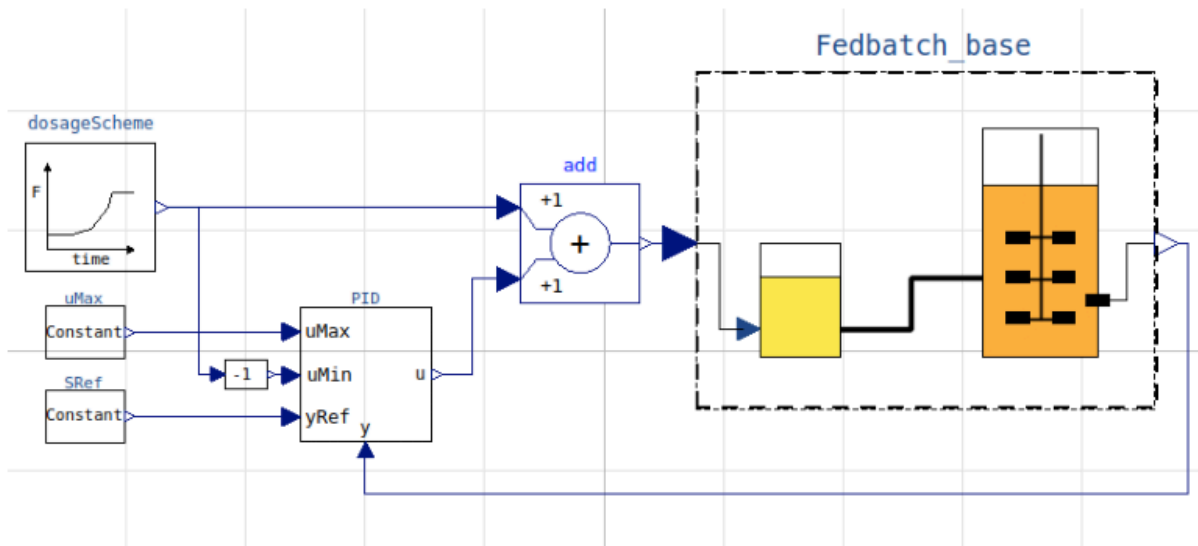 Fedbatch_base
dosageScheme
F
time
add
+1
+
+1
uMax
Constant
PID
uMax
-1
uMin
u
SRef
Constant
yRef
y